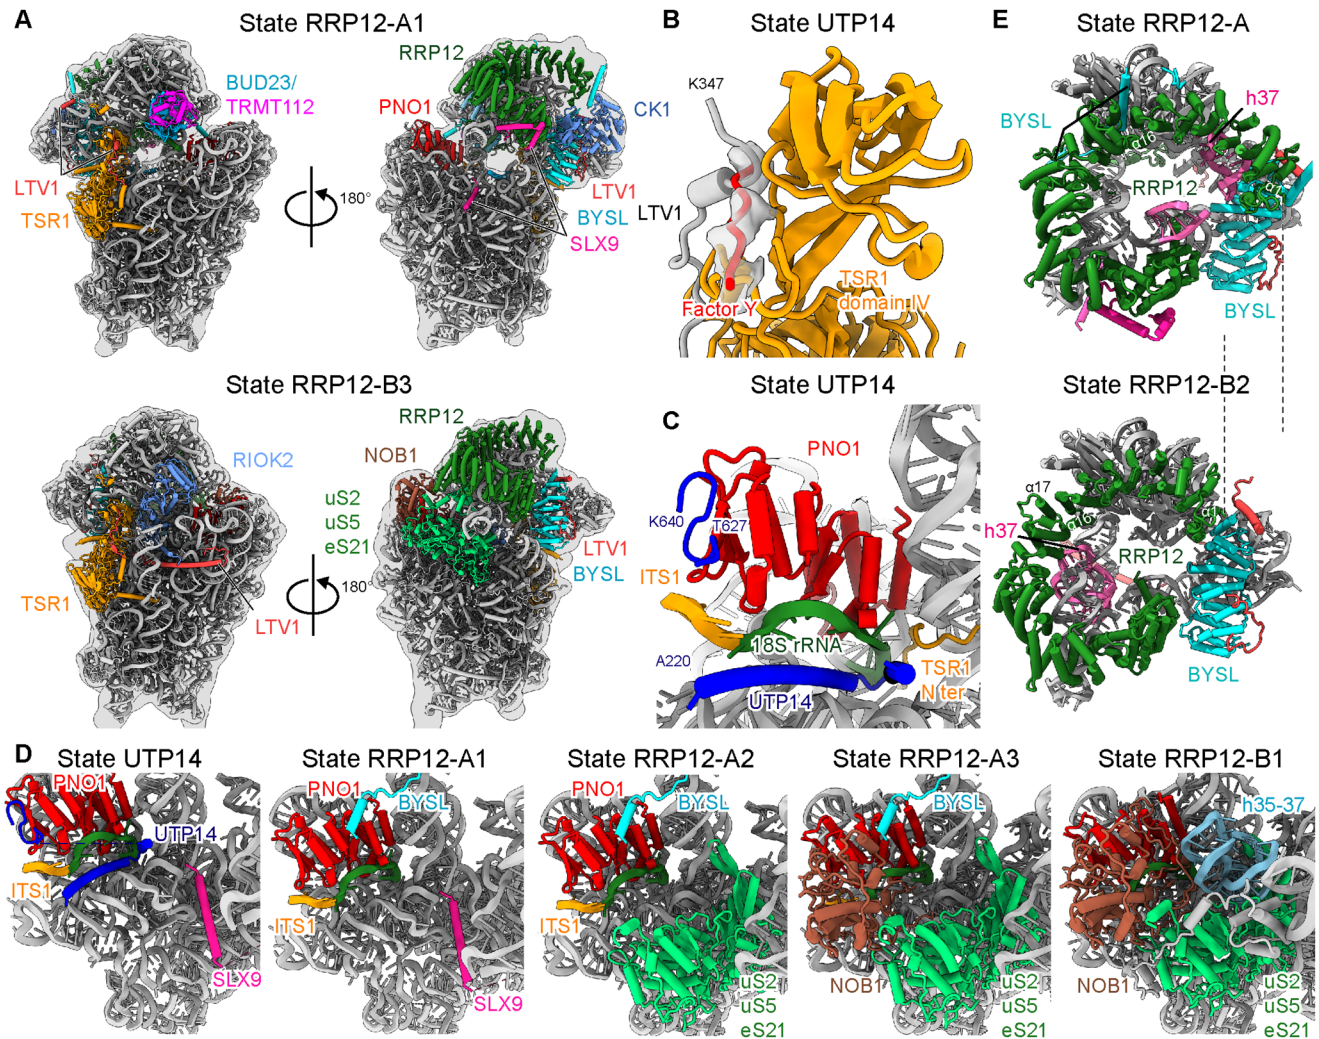 A
State RRP12-A1
RRP12
BUD23/
TRMT112
PNO1
CK1
LTV1
TSR1
180°
LTV1
BYSL
SLX9
State RRP12-B3
RRP12
RIOK2
NOB1
uS2
uS5
eS21
TSR1
LTV1
180°
LTV1
BYSL
B
State UTP14
K347
LTV1
Factor Y
TSR1
domain IV
State UTP14
C
PNO1
K640
T627
ITS1
18S rRNA
A220
UTP14
TSR1
N ter
E
State RRP12-A
h37
BYSL
α16
RRP12
α1
BYSL
State RRP12-B2
α17
α16
α1
h37
RRP12
BYSL
D
State UTP14
PNO1
UTP14
ITS1
SLX9
State RRP12-A1
PNO1
BYSL
ITS1
SLX9
State RRP12-A2
PNO1
BYSL
ITS1
uS2
uS5
eS21
State RRP12-A3
BYSL
NOB1
uS2
uS5
eS21
State RRP12-B1
h35-37
NOB1
uS2
uS5
eS21